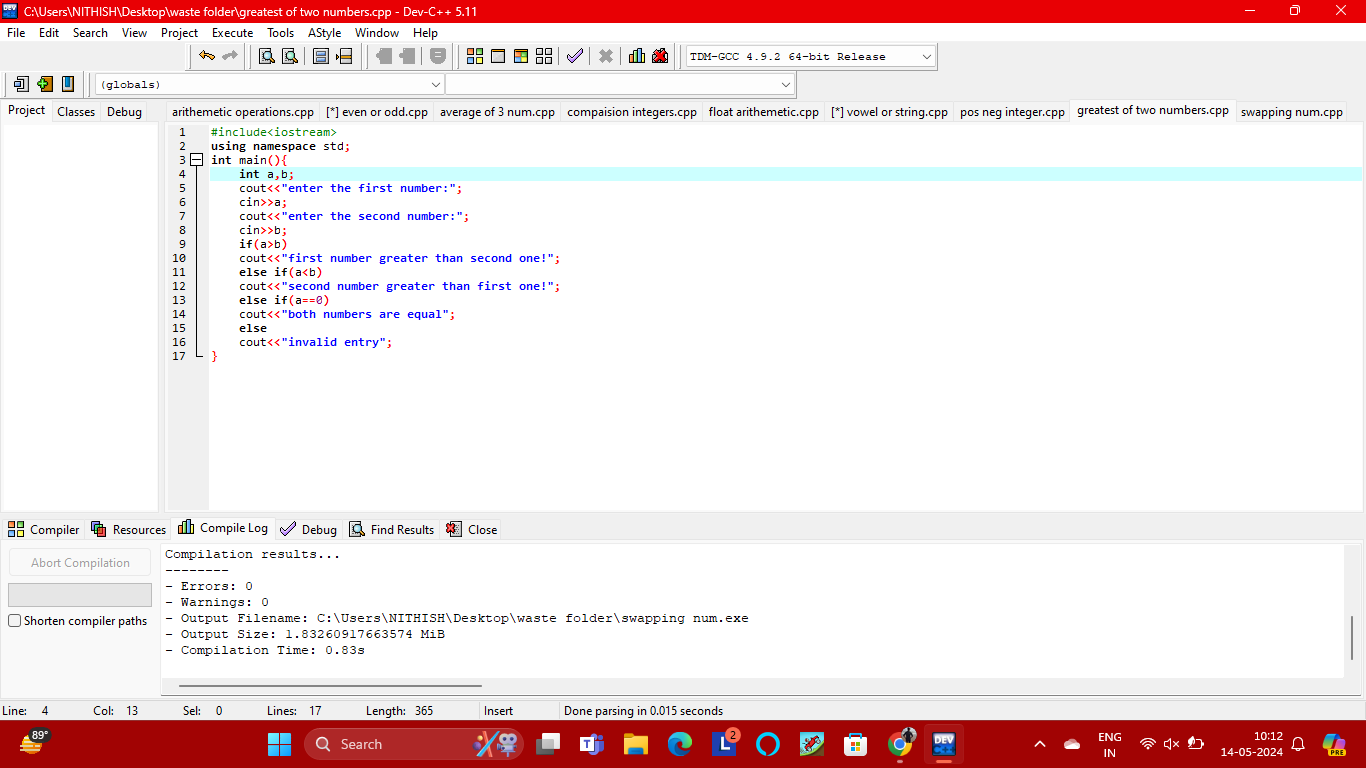 C:\Users\NITHISH\Desktop\waste folder\greatest of two numbers.cpp - Dev-C++ 5.11
File Edit Search View Project Execute Tools AStyle Window Help
TDM-GCC 4.9.2 64-bit Release
(globals)
Project Classes Debug
arithemetic operations.cpp [*] even or odd.cpp average of 3 num.cpp compaision integers.cpp float arithemetic.cpp [*] vowel or string.cpp pos neg integer.cpp greatest of two numbers.cpp swapping num.cpp
1 #include<iostream>
2 using namespace std;
3 int main(){
4 int a,b;
5 cout<<"enter the first number:";
6 cin>>a;
7 cout<<"enter the second number:";
8 cin>>b;
9 if(a>b)
10 cout<<"first number greater than second one!";
11 else if(a<b)
12 cout<<"second number greater than first one!";
13 else if(a==0)
14 cout<<"both numbers are equal";
15 else
16 cout<<"invalid entry";
17 }
Compiler Resources Compile Log Debug Find Results Close
Abort Compilation
Shorten compiler paths
Compilation results...
--------
- Errors: 0
- Warnings: 0
- Output Filename: C:\Users\NITHISH\Desktop\waste folder\swapping num.exe
- Output Size: 1.83260917663574 MiB
- Compilation Time: 0.83s
Line: 4 Col: 13 Sel: 0 Lines: 17 Length: 365 Insert Done parsing in 0.015 seconds
89°
Search
L
2
DEV
ENG
IN
10:12
14-05-2024
PRE